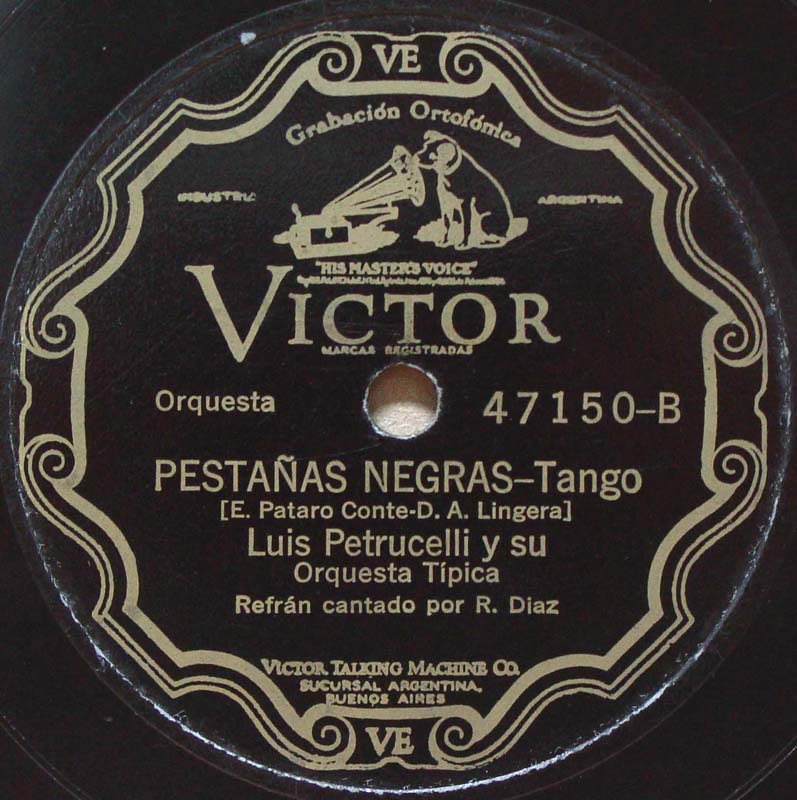 VE
Grabación Ortofónica
INDUSTRIA ARGENTINA
"HIS MASTER'S VOICE"
VICTOR
MARCAS REGISTRADAS
Orquesta 47150-B
PESTAÑAS NEGRAS-Tango
[E. Pataro Conte-D. A. Lingera]
Luis Petrucelli y su
Orquesta Típica
Refrán cantado por R. Diaz
VICTOR TALKING MACHINE CO.
SUCURSAL ARGENTINA,
BUENOS AIRES
VE